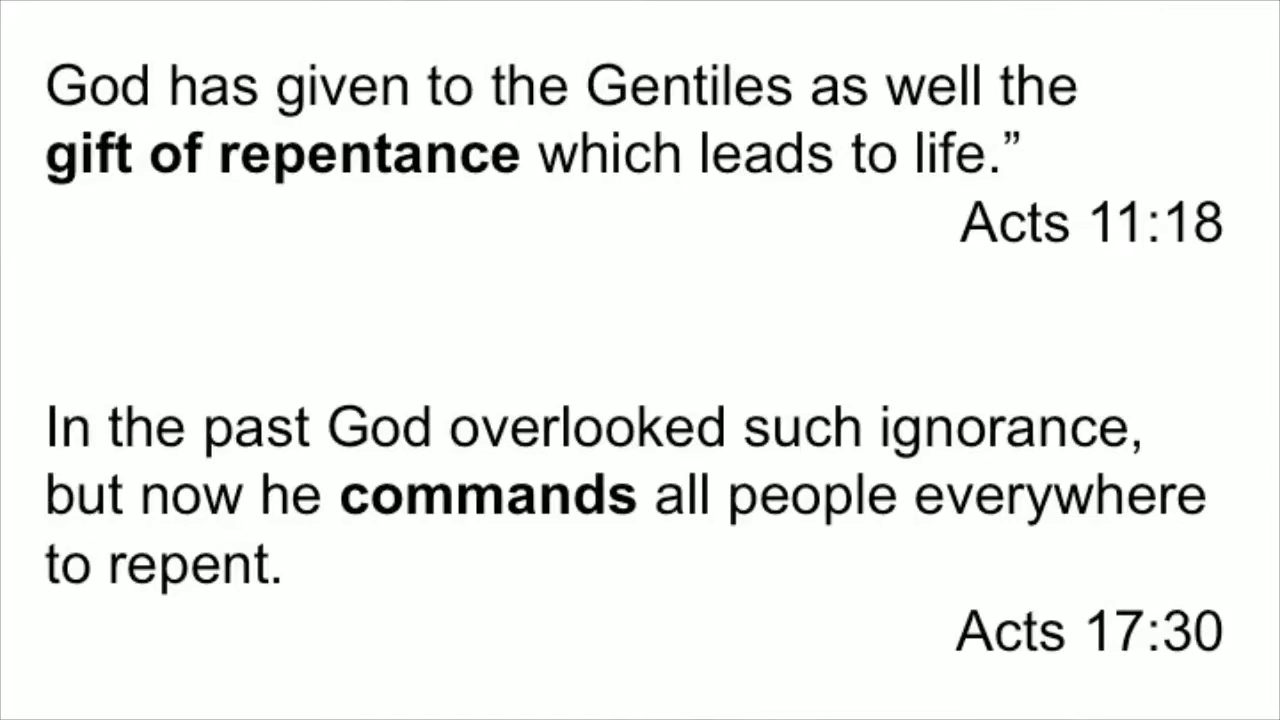 God has given to the Gentiles as well the
gift of repentance which leads to life.”
Acts 11:18
In the past God overlooked such ignorance,
but now he commands all people everywhere
to repent.
Acts 17:30